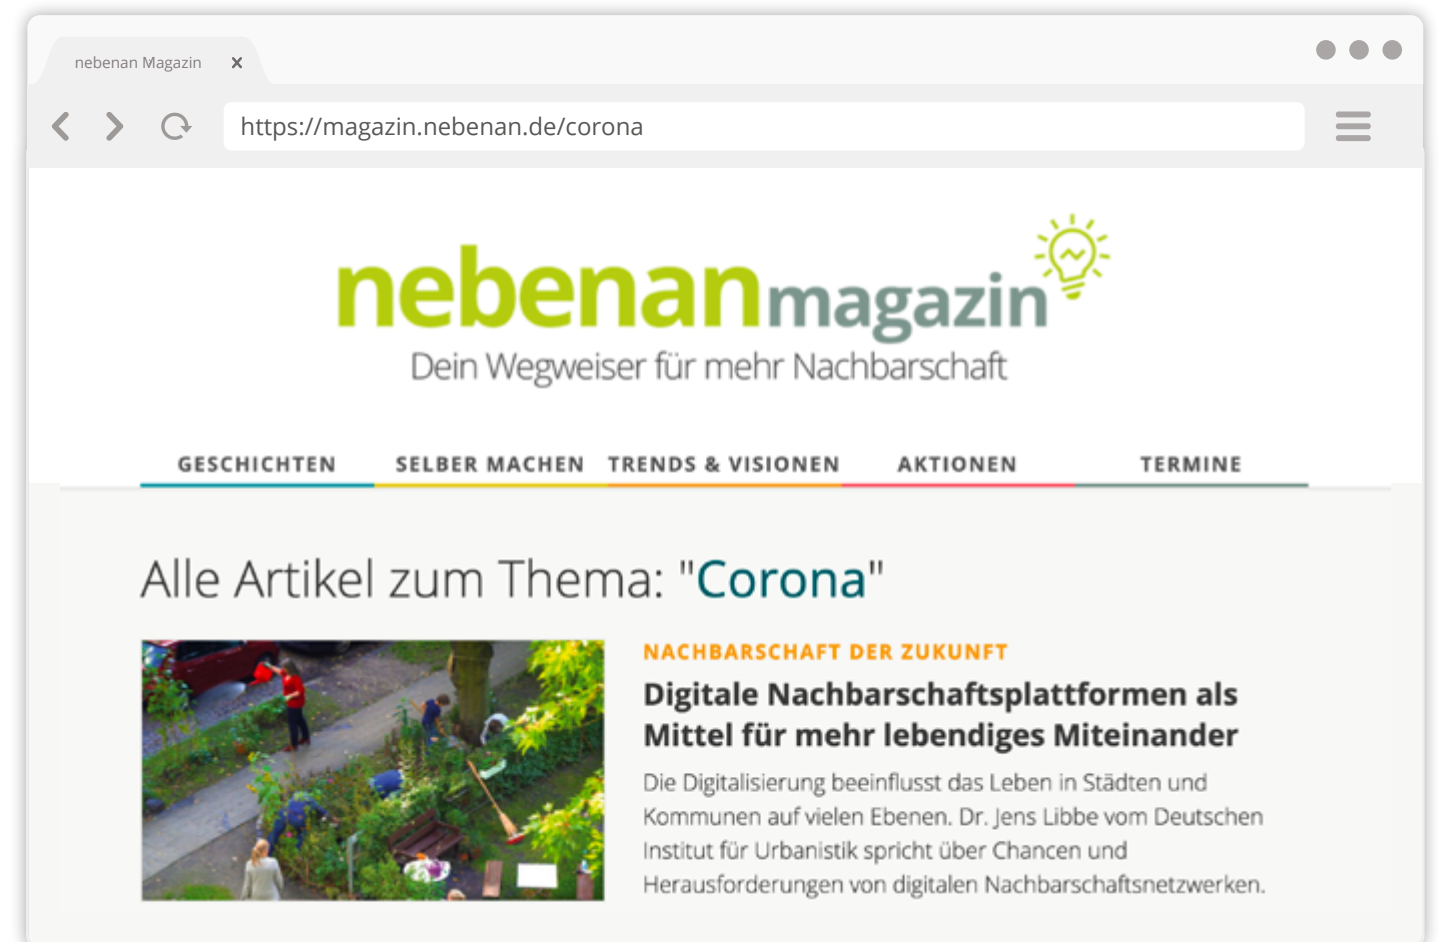 nebenan Magazin
https://magazin.nebenan.de/corona
nebenanmagazin
Dein Wegweiser für mehr Nachbarschaft
GESCHICHTEN SELBER MACHEN TRENDS & VISIONEN AKTIONEN TERMINE
Alle Artikel zum Thema: "Corona"
NACHBARSCHAFT DER ZUKUNFT
Digitale Nachbarschaftsplattformen als
Mittel für mehr lebendiges Miteinander
Die Digitalisierung beeinflusst das Leben in Städten und
Kommunen auf vielen Ebenen. Dr. Jens Libbe vom Deutschen
Institut für Urbanistik spricht über Chancen und
Herausforderungen von digitalen Nachbarschaftsnetzwerken.